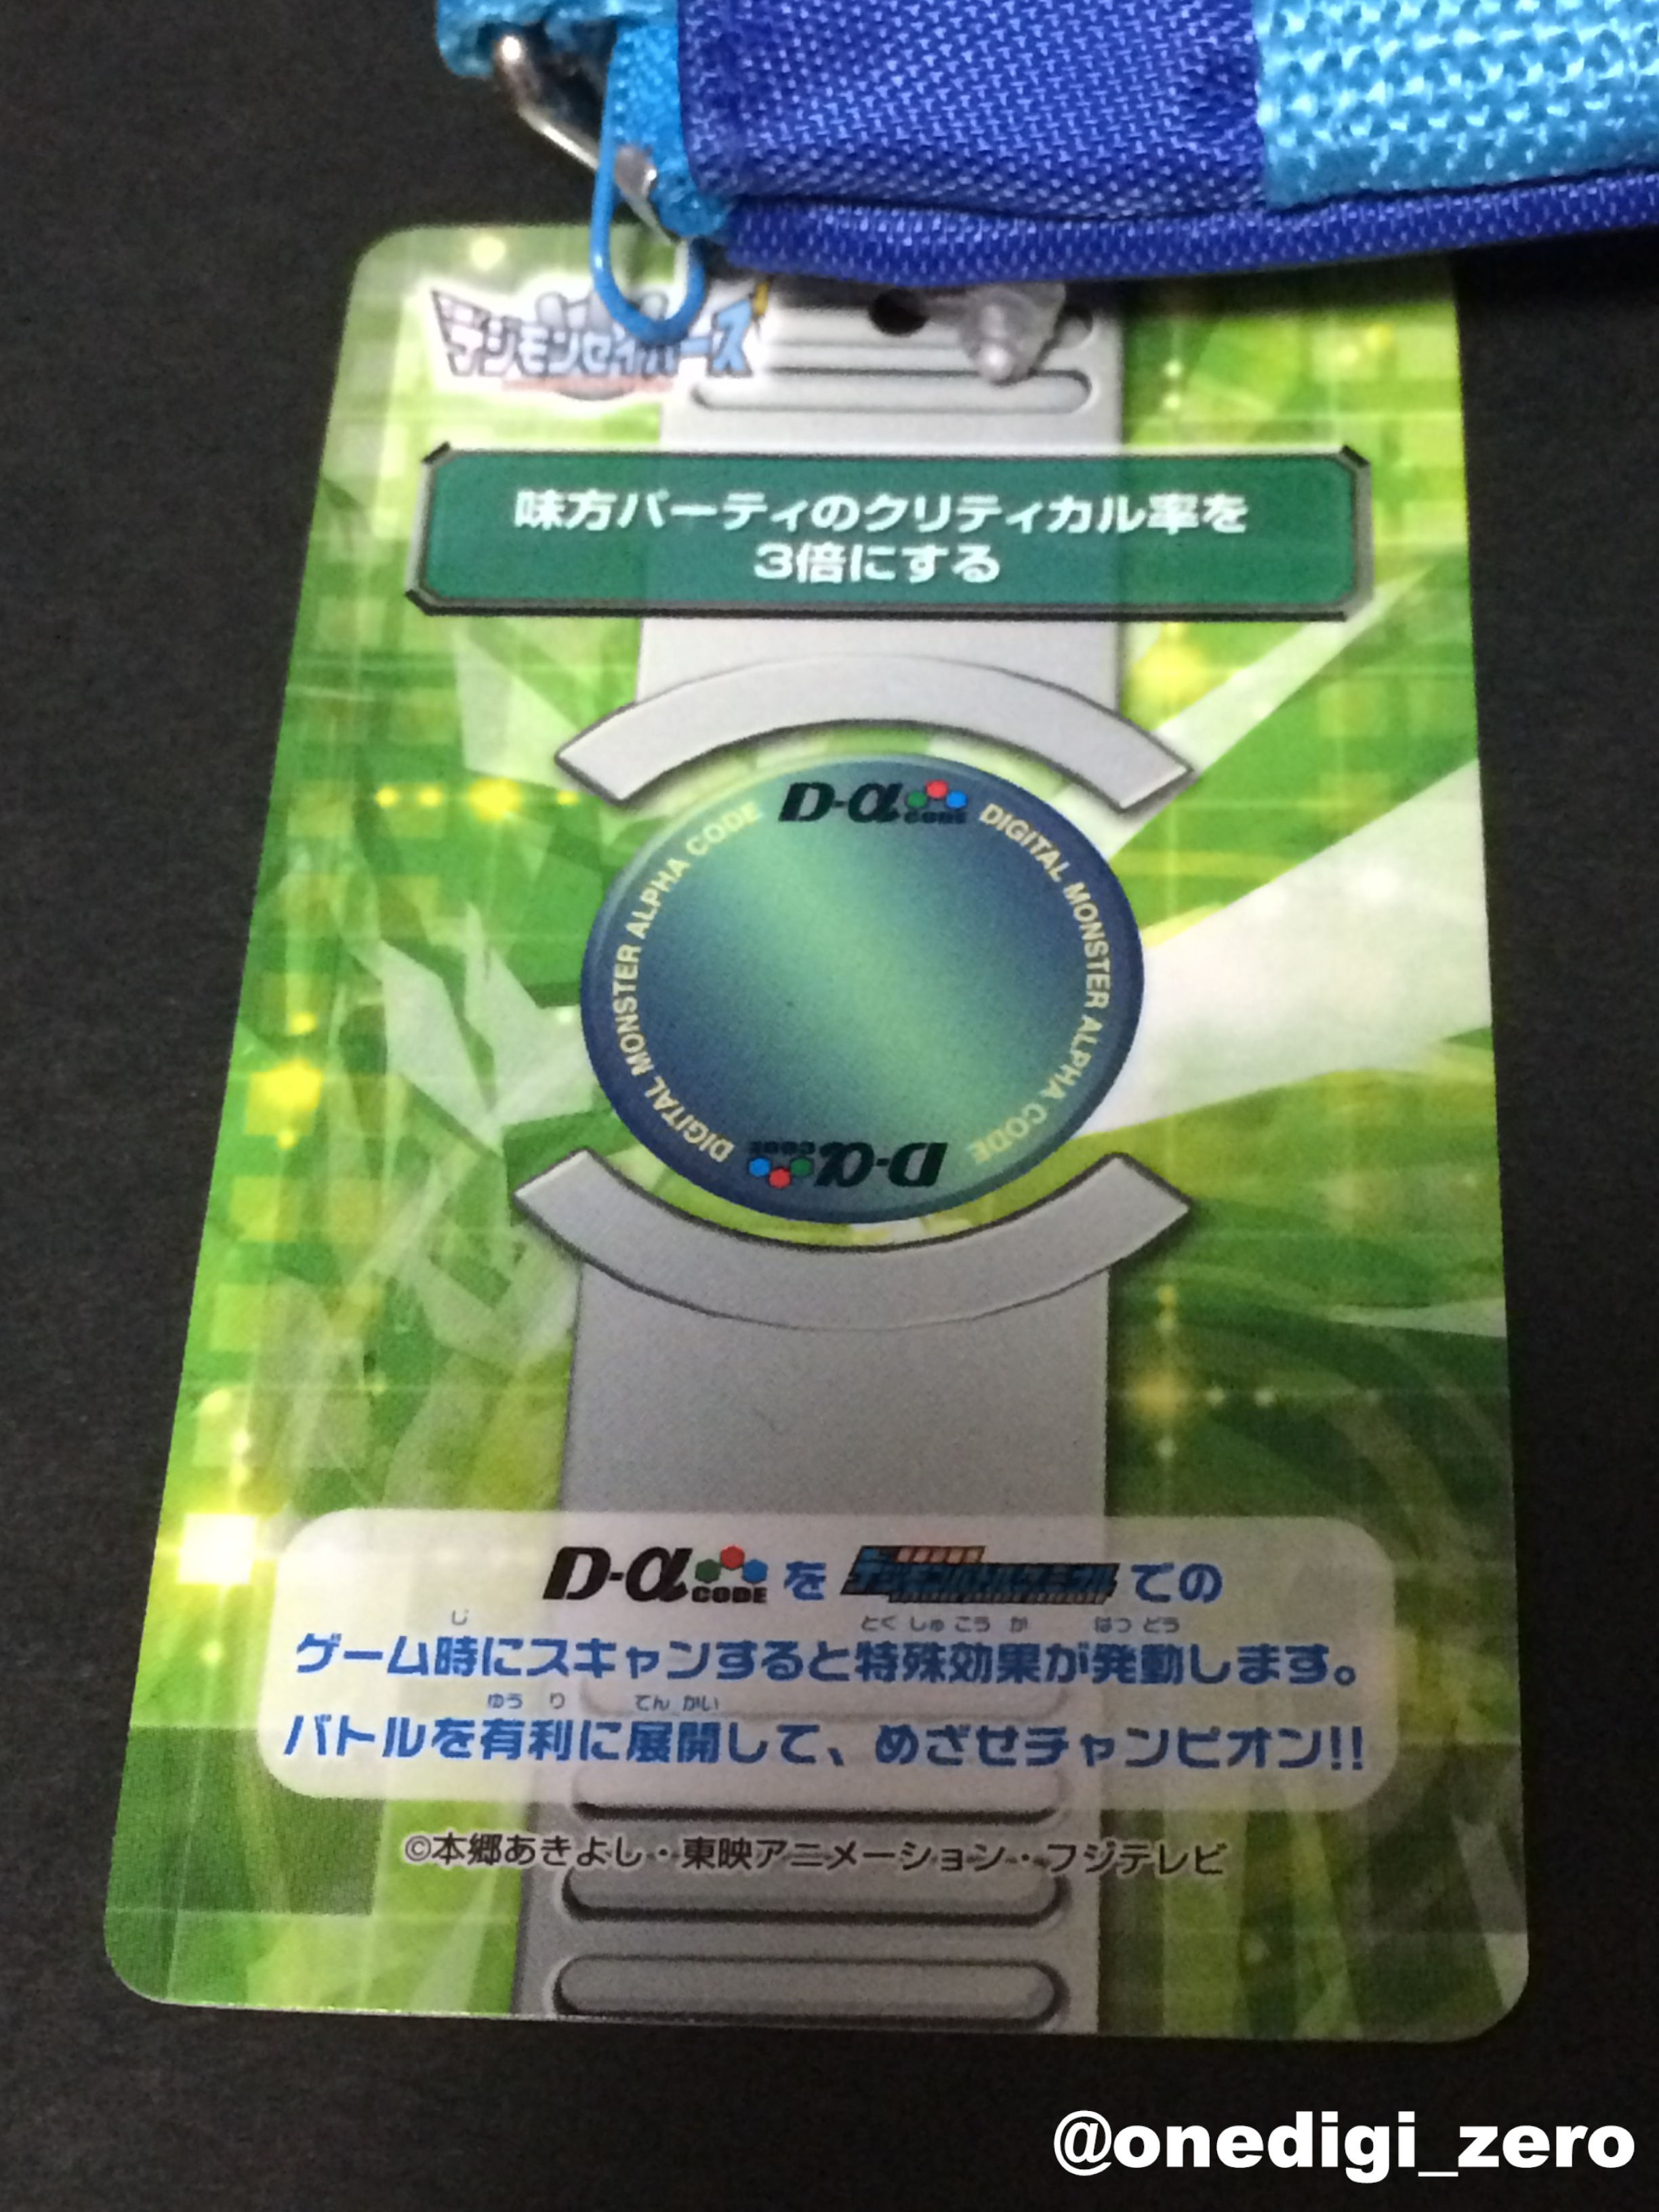 デジモンセイバーズ
味方パーティのクリティカル率を
3倍にする
D-α CODE
DIGITAL MONSTER ALPHA CODE
DIGITAL MONSTER ALPHA CODE
D-α CODE
D-α CODE を での
じ とくしゅこうか はつどう
ゲーム時にスキャンすると特殊効果が発動します。
ゆうり てんかい
バトルを有利に展開して、めざせチャンピオン!!
©本郷あきよし・東映アニメーション・フジテレビ
@onedigi_zero